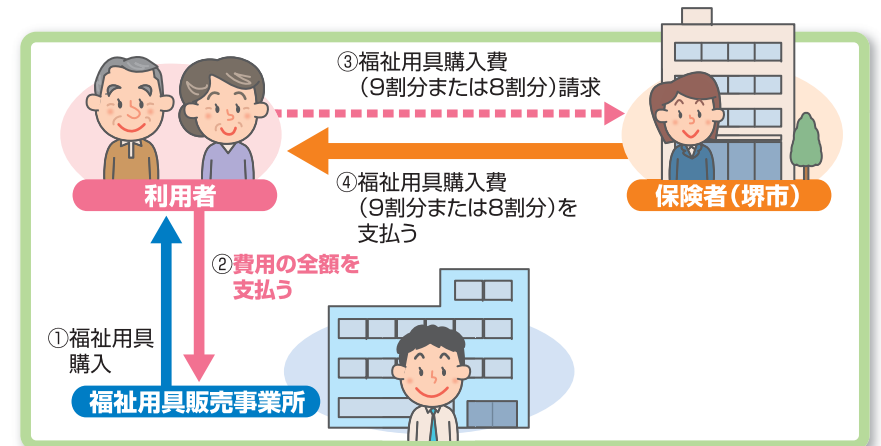 ③福祉用具購入費
（9割分または8割分）請求
④福祉用具購入費
（9割分または8割分）を
支払う
利用者
保険者（堺市）
②費用の全額を
支払う
①福祉用具
購入
福祉用具販売事業所